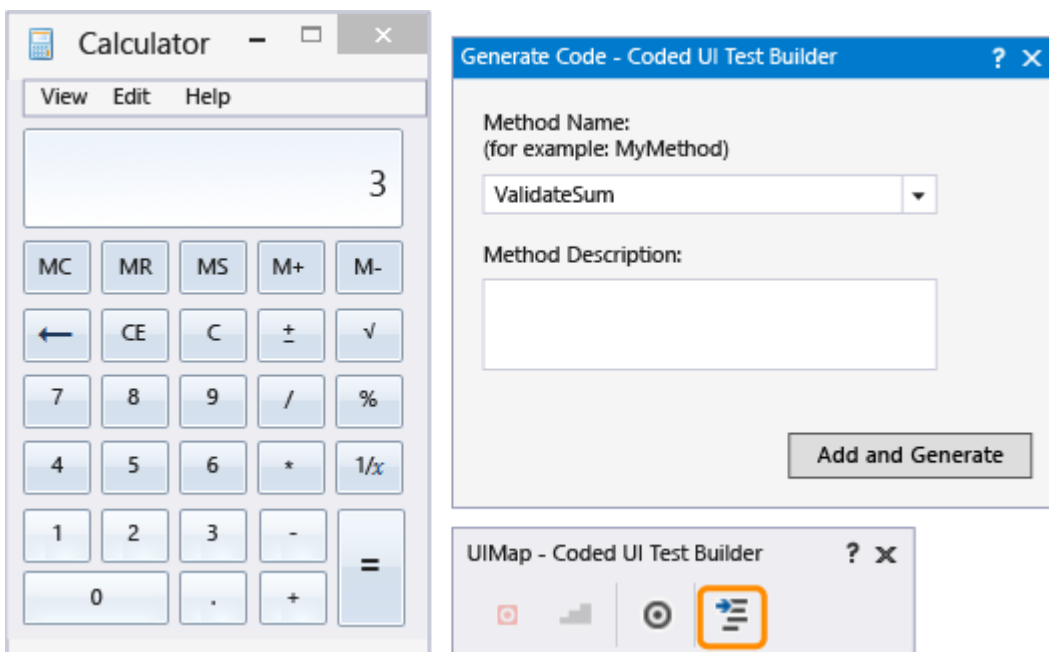 Calculator
View Edit Help
3
MC MR MS M+ M-
← CE C ± √
7 8 9 / %
4 5 6 * 1/x
1 2 3 - =
0 . +
Generate Code - Coded UI Test Builder ?
Method Name:
(for example: MyMethod)
ValidateSum
Method Description:
Add and Generate
UIMap - Coded UI Test Builder ?